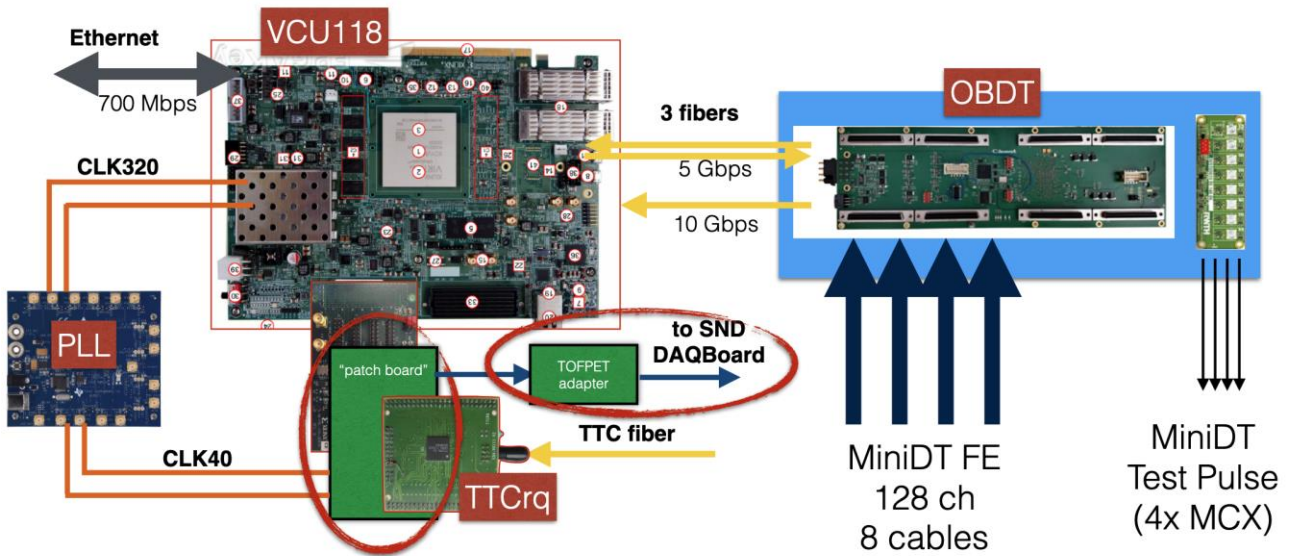 Ethernet
700 Mbps
VCU118
CLK320
PLL
CLK40
"patch board"
TOFPET
adapter
to SND
DAQBoard
TTC fiber
TTCrq
3 fibers
5 Gbps
10 Gbps
OBDT
MiniDT FE
128 ch
8 cables
MiniDT
Test Pulse
(4x MCX)